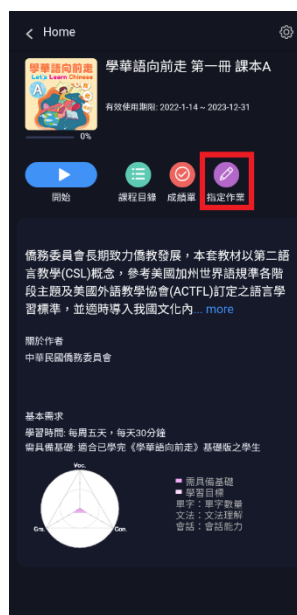 Home
學華語向前走
Let's Learn Chinese
A
學華語向前走 第一冊 課本A
有效使用期限: 2022-1-14 ~ 2023-12-31
0%
開始
課程目錄
成績單
指定作業
僑務委員會長期致力僑教發展，本套教材以第二語
言教學(CSL)概念，參考美國加州世界語規準各階
段主題及美國外語教學協會(ACTFL)訂定之語言學
習標準，並適時導入我國文化內... more
關於作者
中華民國僑務委員會
基本需求
學習時間: 每周五天，每天30分鐘
需具備基礎: 適合已學完《學華語向前走》基礎版之學生
Voc.
Gra.
Con.
需具備基礎
學習目標
單字：單字數量
文法：文法理解
會話：會話能力